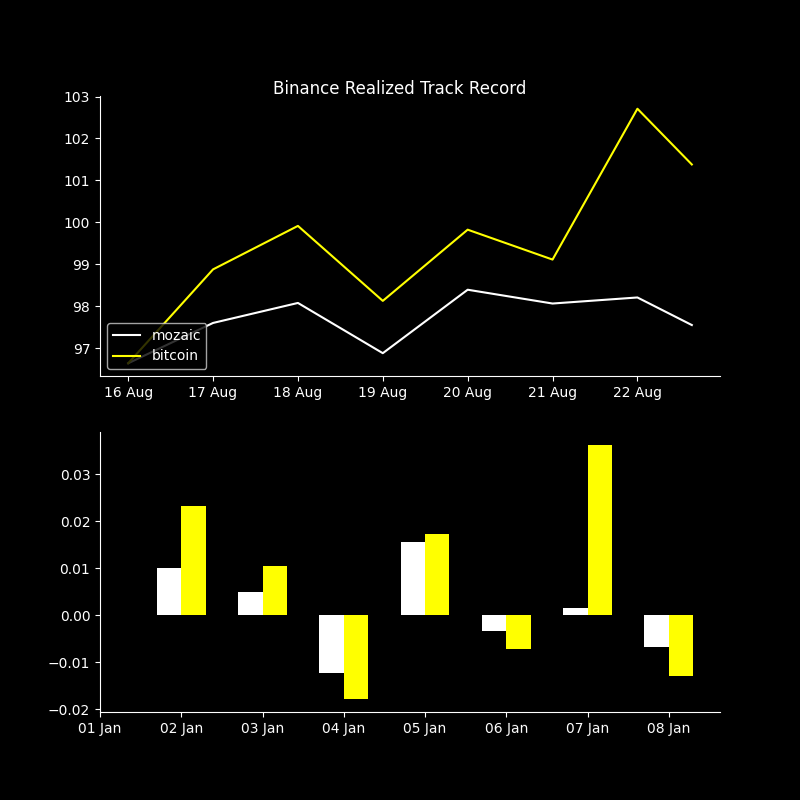 Binance Realized Track Record
103
102
101
100
99
98
97
mozaic
bitcoin
16 Aug 17 Aug 18 Aug 19 Aug 20 Aug 21 Aug 22 Aug
0.03
0.02
0.01
0.00
−0.01
−0.02
01 Jan 02 Jan 03 Jan 04 Jan 05 Jan 06 Jan 07 Jan 08 Jan